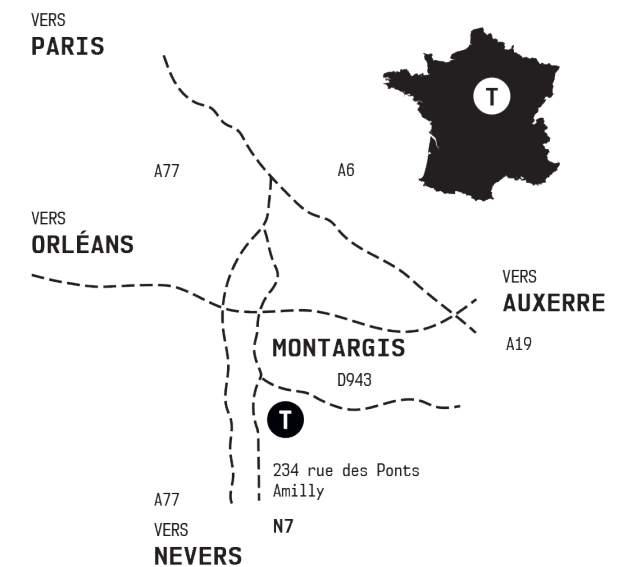 VERS
PARIS
T
A77
A6
VERS
ORLÉANS
VERS
AUXERRE
A19
MONTARGIS
D943
T
234 rue des Ponts
Amilly
A77
N7
VERS
NEVERS